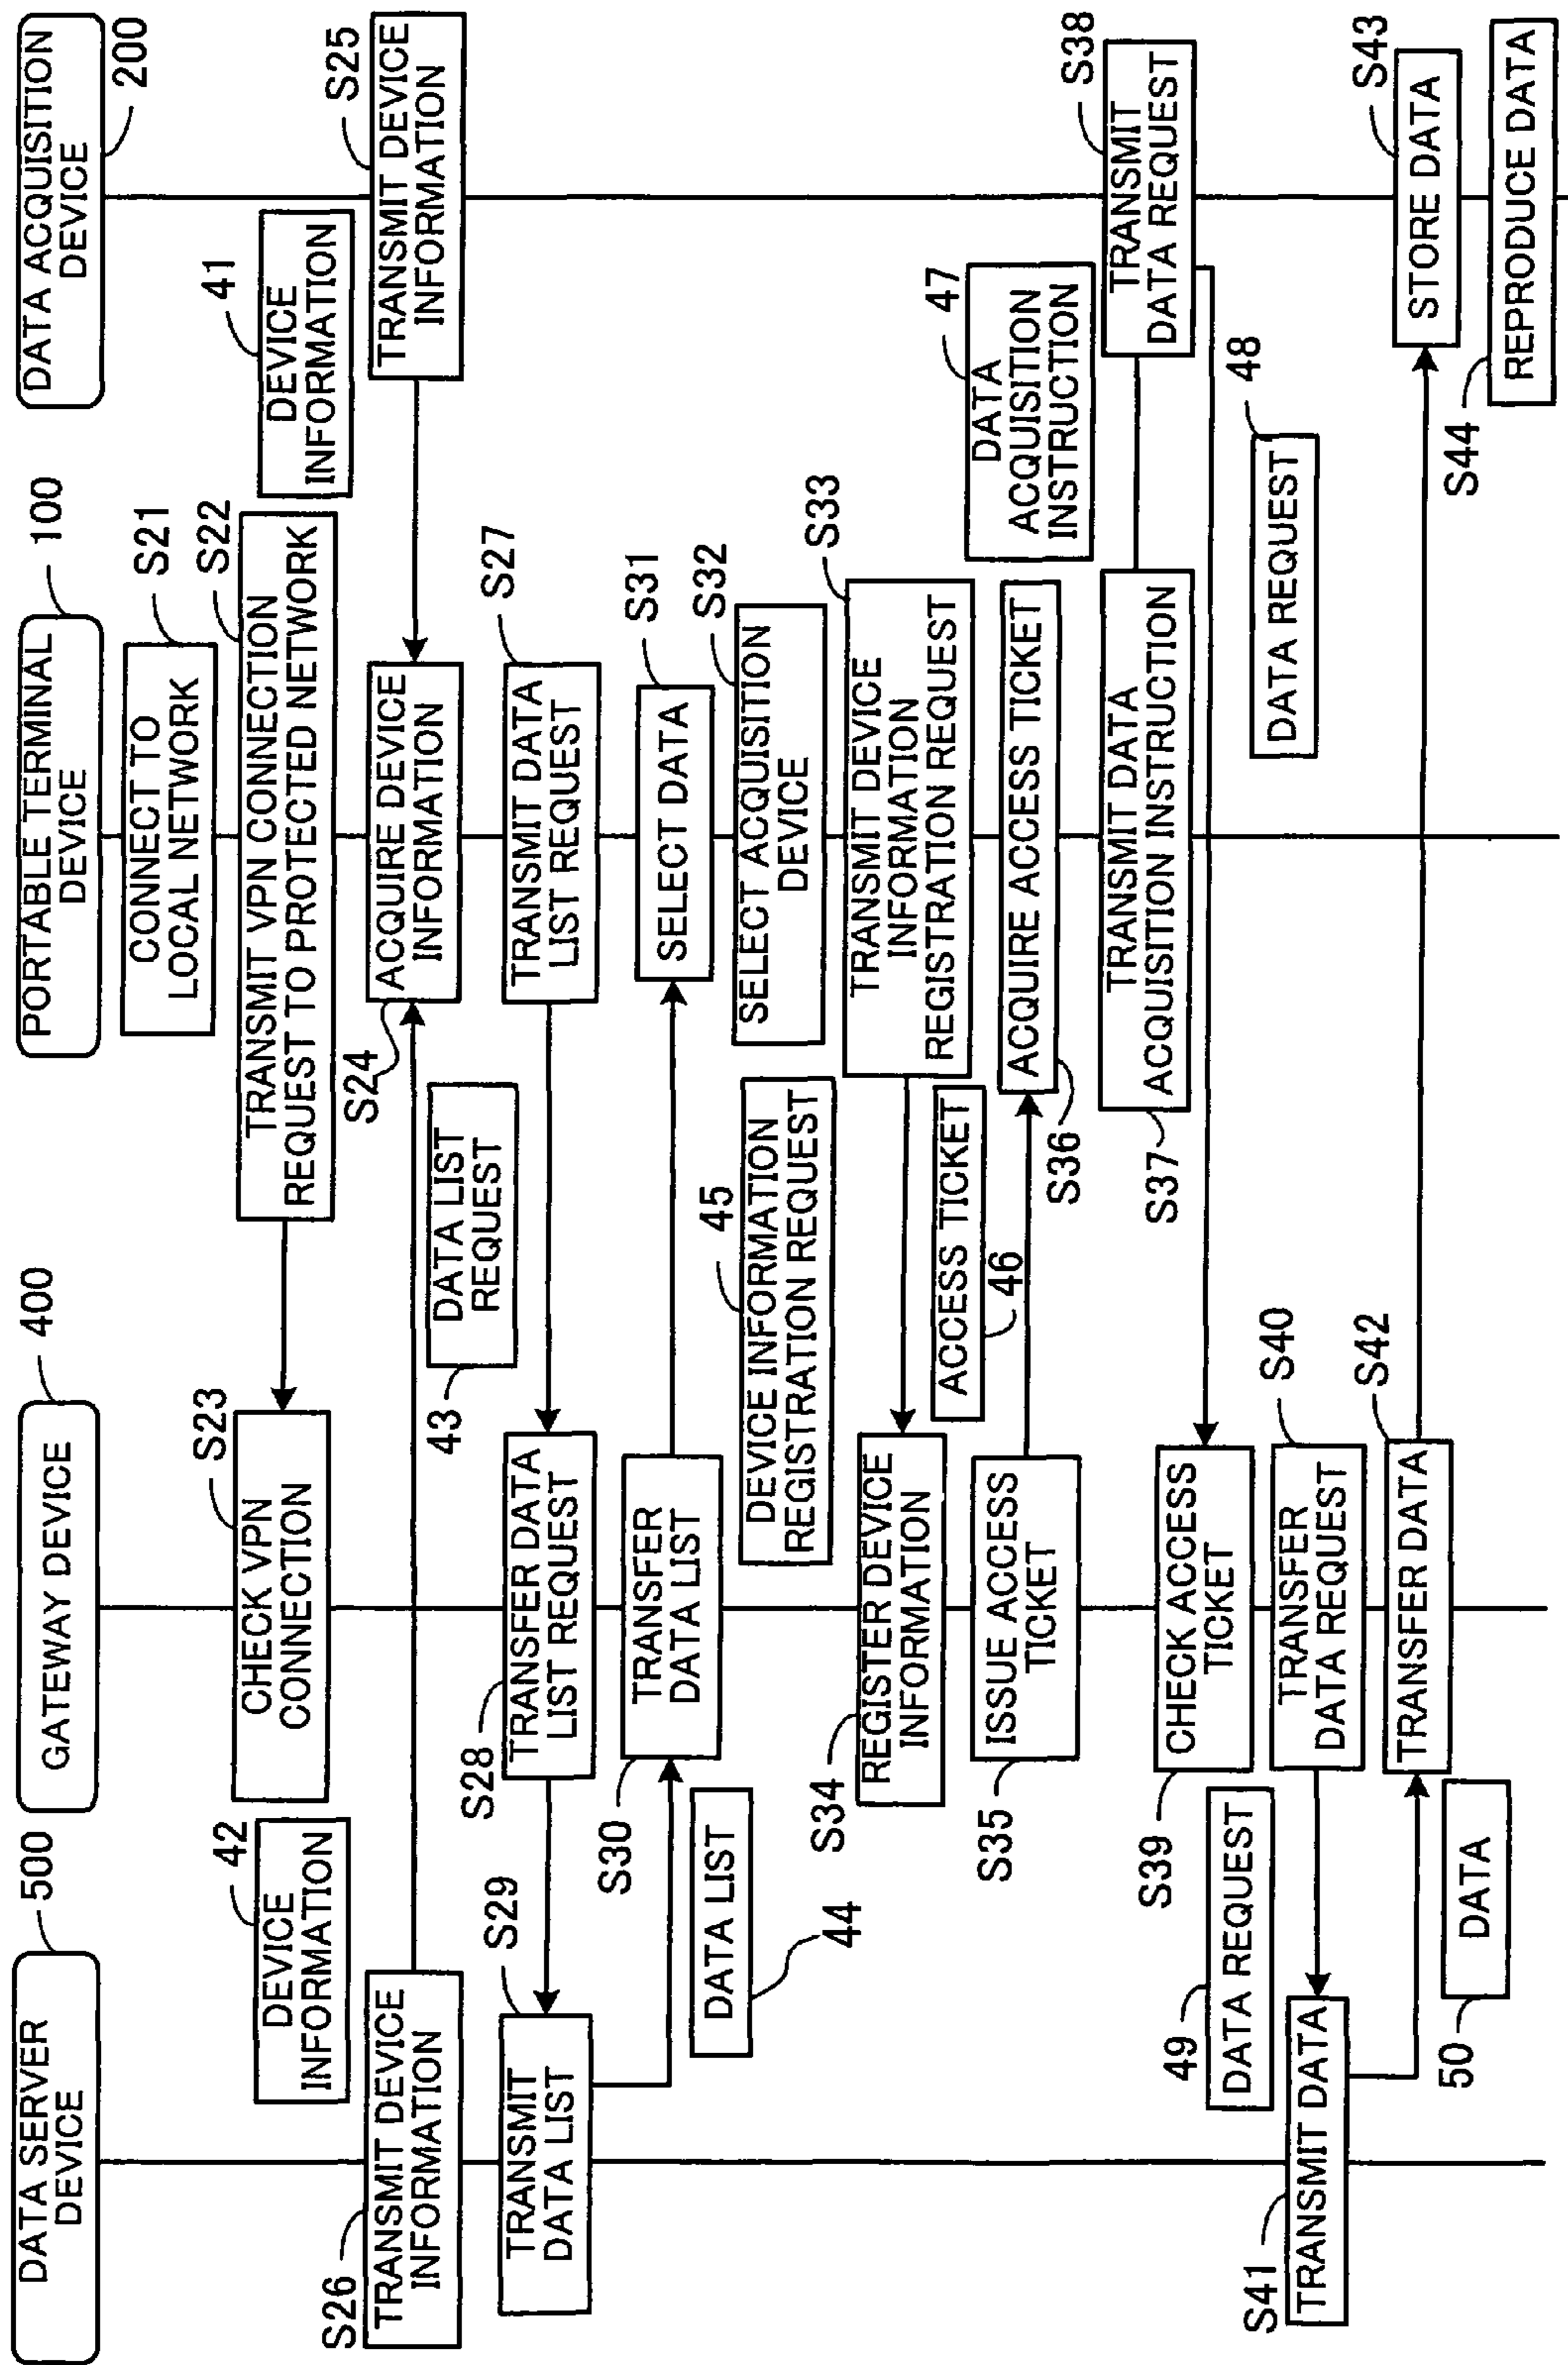 DATA SERVER
DEVICE
500
GATEWAY DEVICE
400
PORTABLE TERMINAL
DEVICE
100
DATA ACQUISITION
DEVICE
200
CONNECT TO
LOCAL NETWORK
S21
TRANSMIT VPN CONNECTION
REQUEST TO PROTECTED NETWORK
S22
CHECK VPN
CONNECTION
S23
DEVICE
INFORMATION
42
DEVICE
INFORMATION
41
S26
TRANSMIT DEVICE
INFORMATION
S24
ACQUIRE DEVICE
INFORMATION
TRANSMIT DEVICE
INFORMATION
S25
DATA LIST
REQUEST
43
TRANSMIT DATA
LIST REQUEST
S27
S28
TRANSFER DATA
LIST REQUEST
TRANSMIT
DATA LIST
S29
S30
TRANSFER
DATA LIST
DATA LIST
44
SELECT DATA
S31
SELECT ACQUISITION
DEVICE
S32
DEVICE INFORMATION
REGISTRATION REQUEST
45
TRANSMIT DEVICE
INFORMATION
REGISTRATION REQUEST
S33
S34
REGISTER DEVICE
INFORMATION
ACCESS TICKET
46
S35
ISSUE ACCESS
TICKET
ACQUIRE ACCESS TICKET
S36
DATA
ACQUISITION
INSTRUCTION
47
S37
TRANSMIT DATA
ACQUISITION INSTRUCTION
TRANSMIT
DATA REQUEST
S38
DATA REQUEST
48
S39
CHECK ACCESS
TICKET
DATA REQUEST
49
TRANSFER
DATA REQUEST
S40
S41
TRANSMIT DATA
DATA
50
TRANSFER DATA
S42
STORE DATA
S43
S44
REPRODUCE DATA